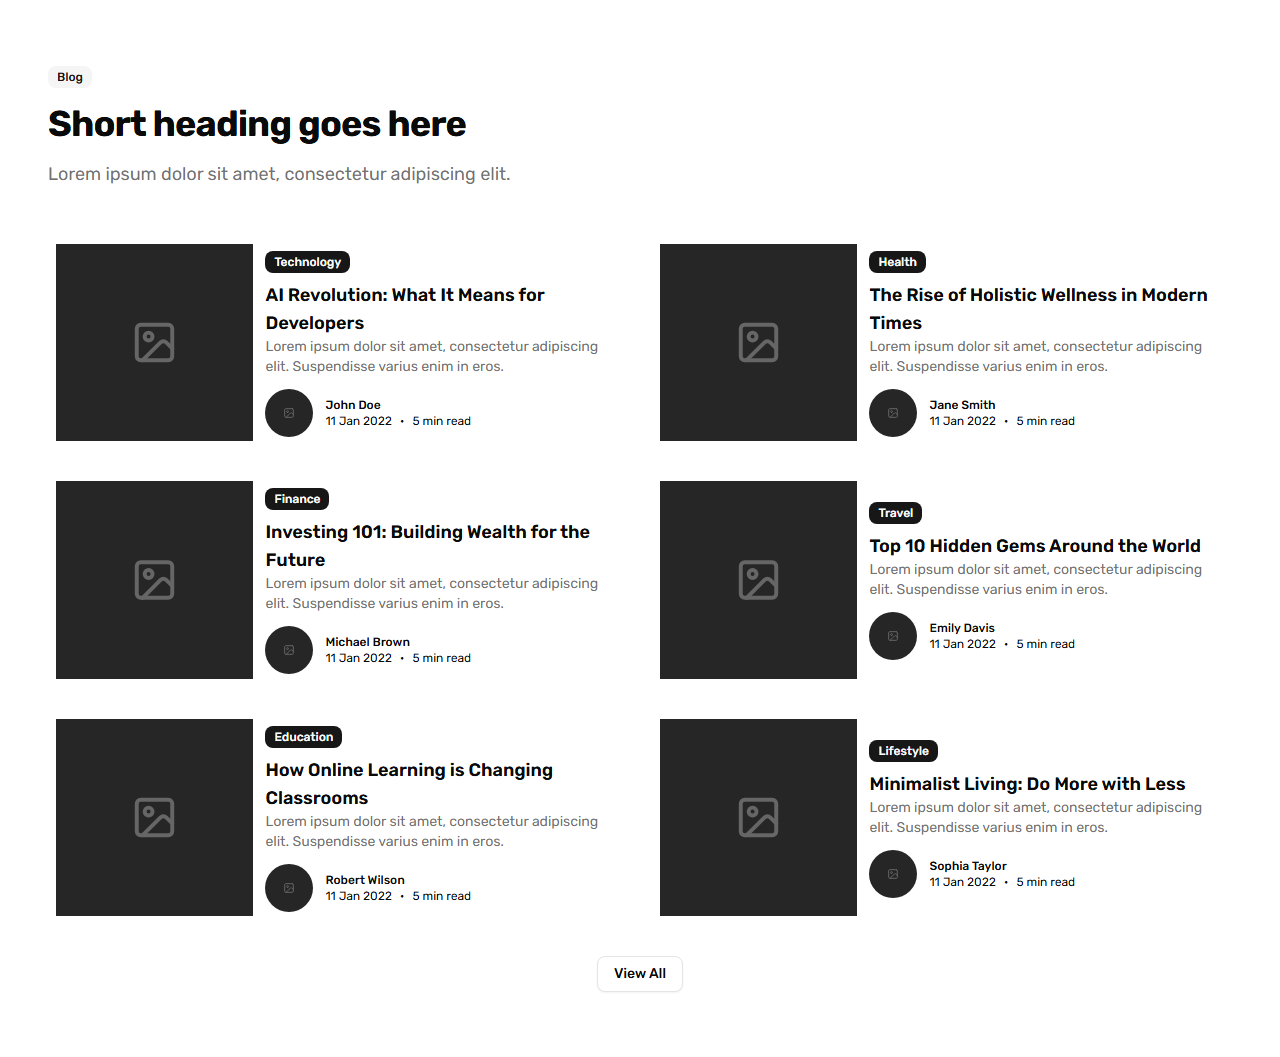 Blog
Short heading goes here
Lorem ipsum dolor sit amet, consectetur adipiscing elit.
Technology
AI Revolution: What It Means for
Developers
Lorem ipsum dolor sit amet, consectetur adipiscing
elit. Suspendisse varius enim in eros.
John Doe
11 Jan 2022 • 5 min read
Health
The Rise of Holistic Wellness in Modern
Times
Lorem ipsum dolor sit amet, consectetur adipiscing
elit. Suspendisse varius enim in eros.
Jane Smith
11 Jan 2022 • 5 min read
Finance
Investing 101: Building Wealth for the
Future
Lorem ipsum dolor sit amet, consectetur adipiscing
elit. Suspendisse varius enim in eros.
Michael Brown
11 Jan 2022 • 5 min read
Travel
Top 10 Hidden Gems Around the World
Lorem ipsum dolor sit amet, consectetur adipiscing
elit. Suspendisse varius enim in eros.
Emily Davis
11 Jan 2022 • 5 min read
Education
How Online Learning is Changing
Classrooms
Lorem ipsum dolor sit amet, consectetur adipiscing
elit. Suspendisse varius enim in eros.
Robert Wilson
11 Jan 2022 • 5 min read
Lifestyle
Minimalist Living: Do More with Less
Lorem ipsum dolor sit amet, consectetur adipiscing
elit. Suspendisse varius enim in eros.
Sophia Taylor
11 Jan 2022 • 5 min read
View All